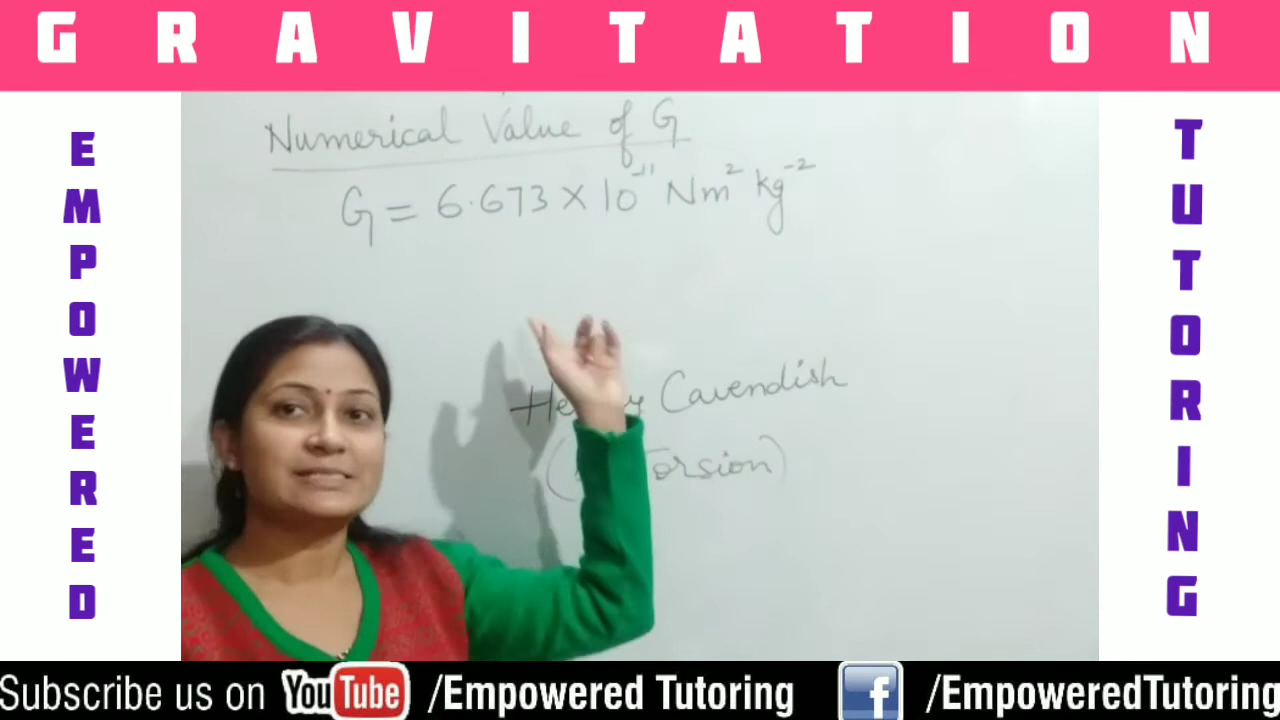 GRAVITATION
EMPOWERED
Numerical Value of G
G = 6.673 × 10⁻¹¹ Nm² kg⁻²
Cavendish
TUTORING
Subscribe us on YouTube /Empowered Tutoring f /EmpoweredTutoring